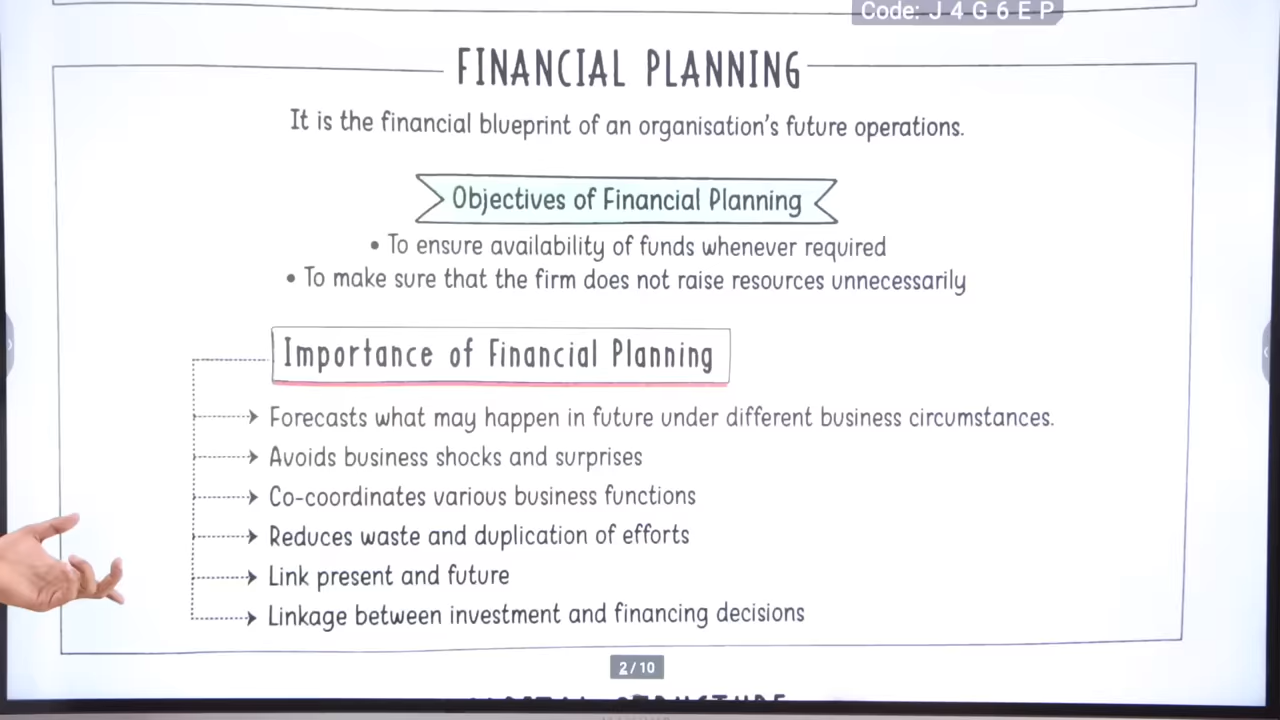 Code: J 4 G 6 E P
FINANCIAL PLANNING
It is the financial blueprint of an organisation's future operations.
Objectives of Financial Planning
• To ensure availability of funds whenever required
• To make sure that the firm does not raise resources unnecessarily
Importance of Financial Planning
Forecasts what may happen in future under different business circumstances.
Avoids business shocks and surprises
Co-coordinates various business functions
Reduces waste and duplication of efforts
Link present and future
Linkage between investment and financing decisions
2/10